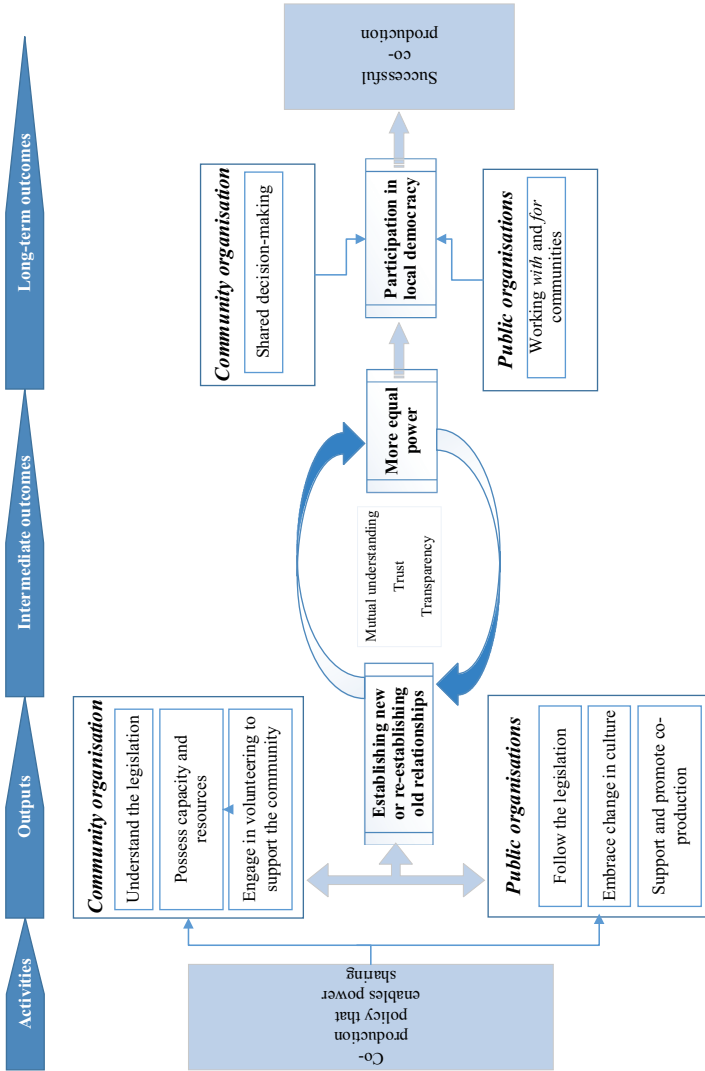 Activities
Outputs
Intermediate outcomes
Long-term outcomes
Co-
production
policy that
enables power
sharing
Community organisation
Understand the legislation
Possess capacity and
resources
Engage in volunteering to
support the community
Establishing new
or re-establishing
old relationships
Public organisations
Follow the legislation
Embrace change in culture
Support and promote co-
production
Mutual understanding
Trust
Transparency
More equal
power
Community organisation
Shared decision-making
Participation in
local democracy
Public organisations
Working with and for
communities
Successful
co-
production